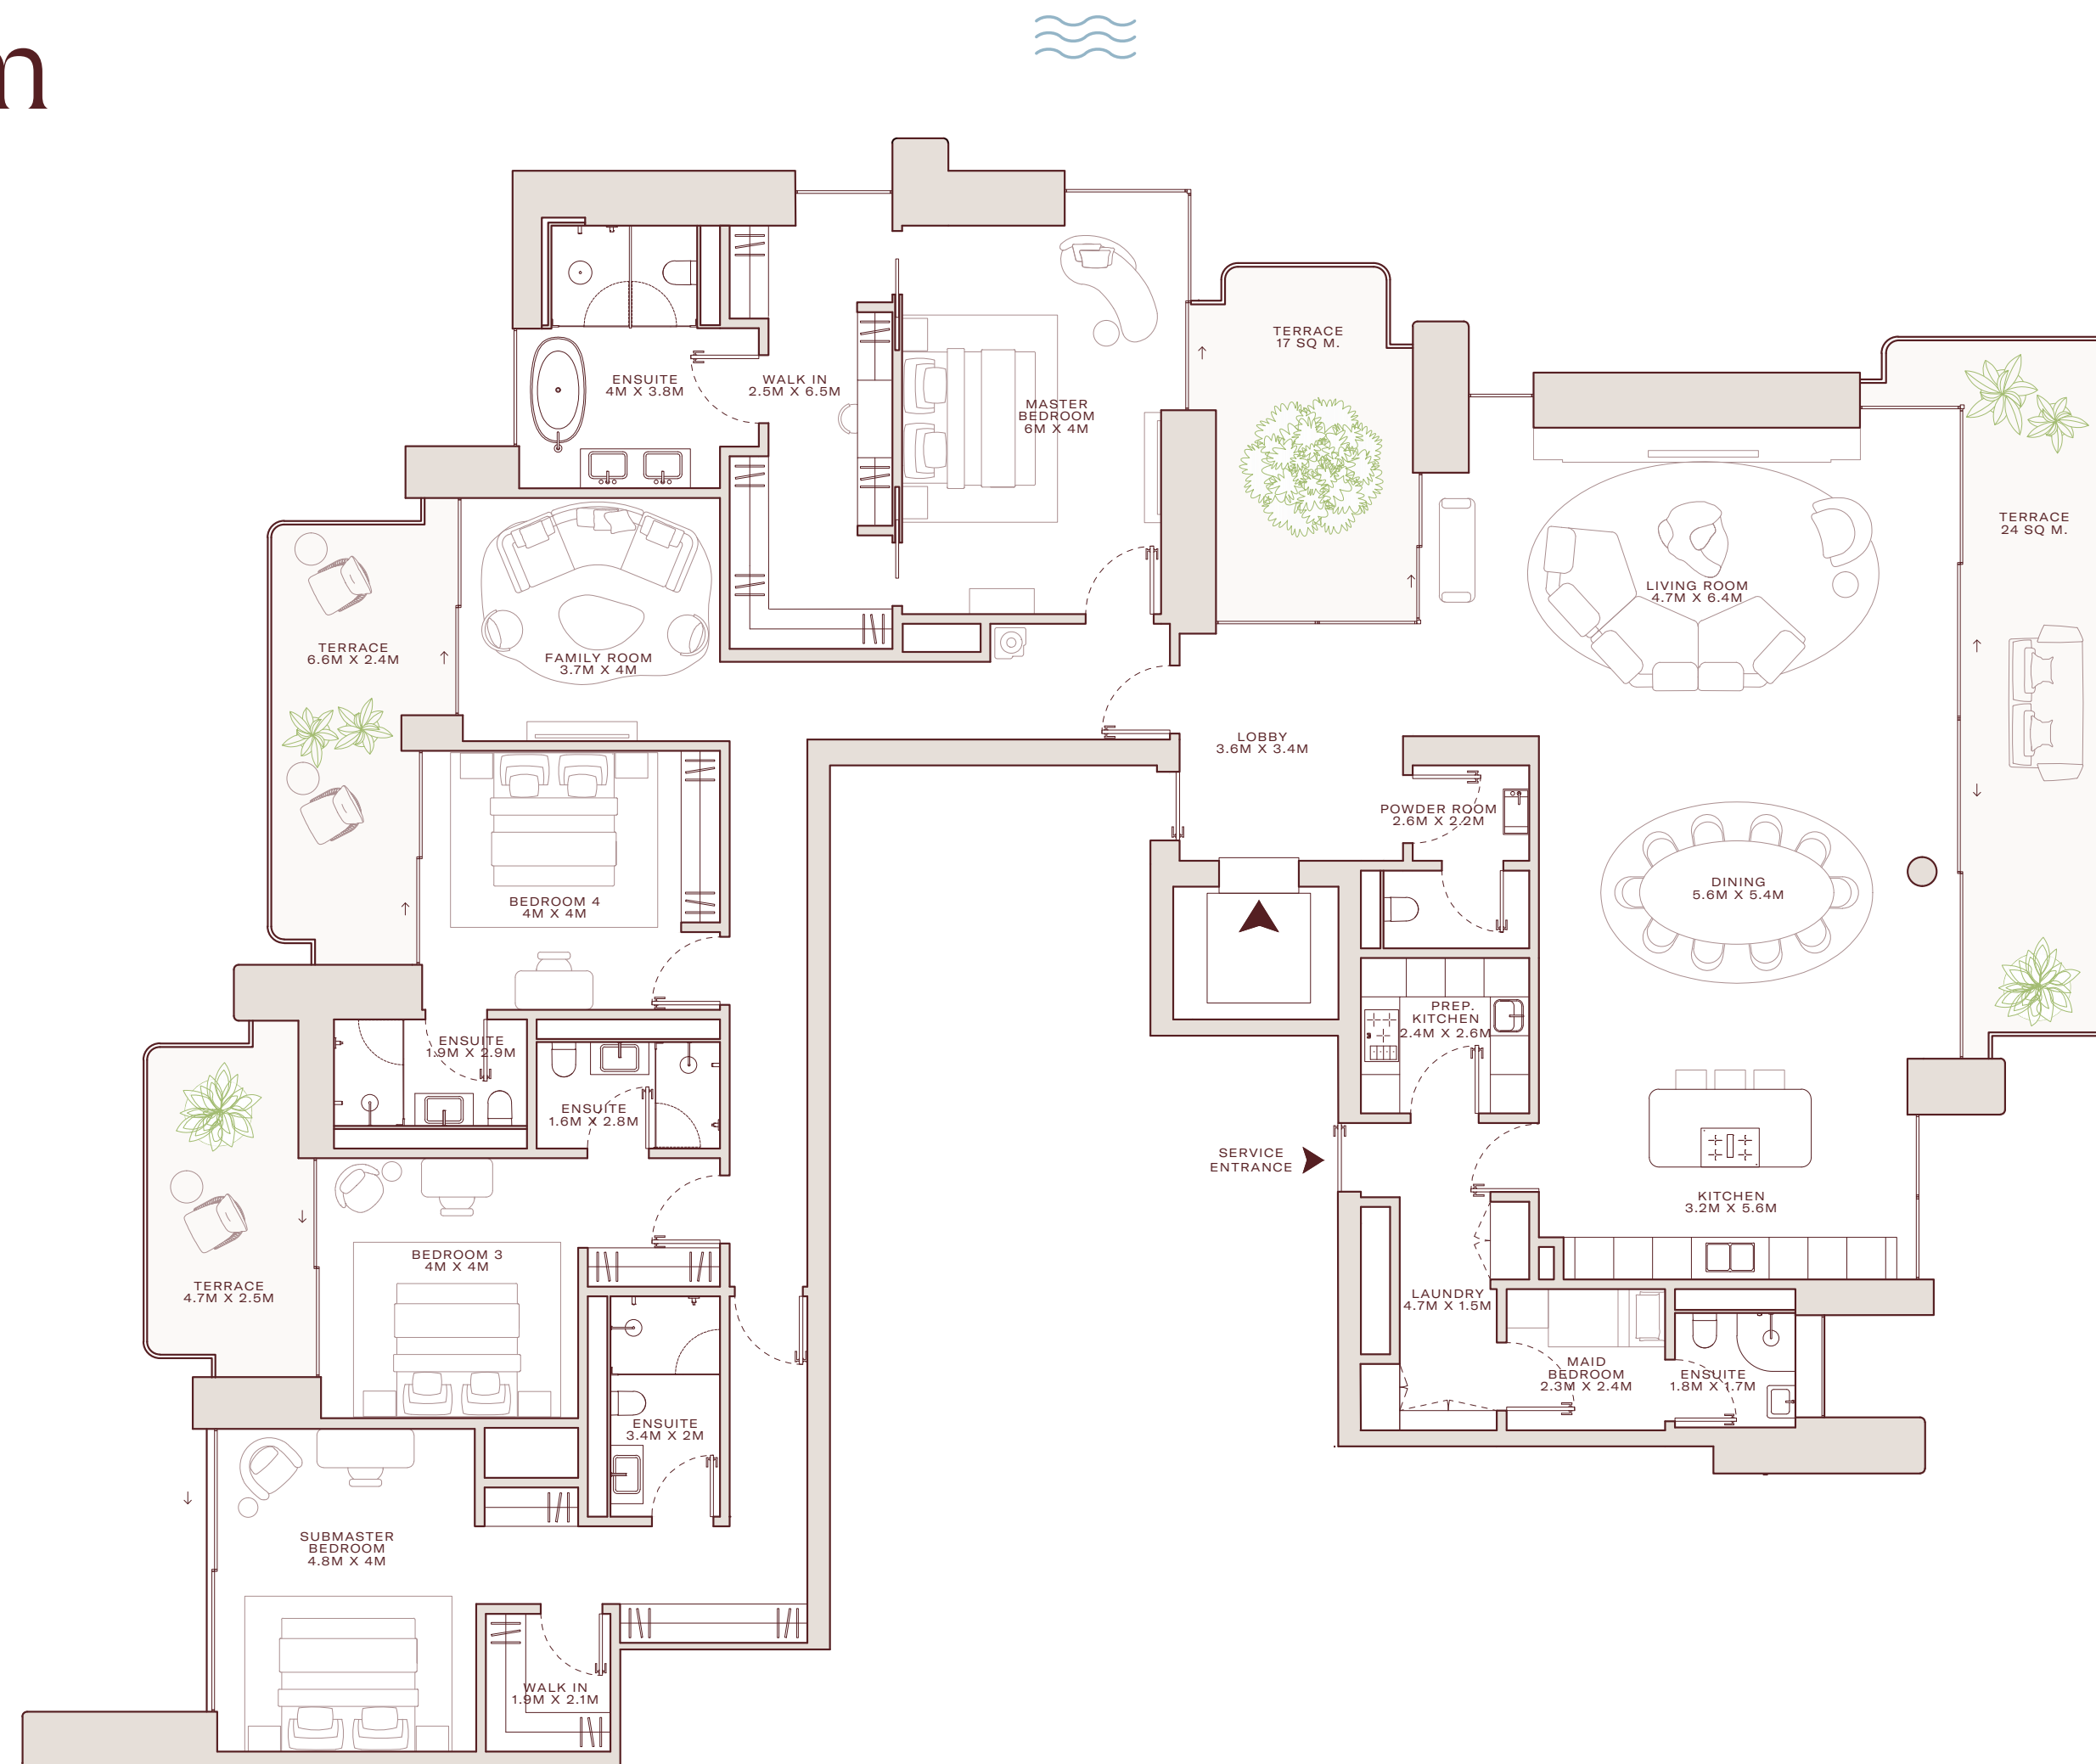 n
ENSUITE
4M X 3.8M
WALK IN
2.5M X 6.5M
MASTER
BEDROOM
6M X 4M
TERRACE
17 SQ M.
TERRACE
24 SQ M.
LIVING ROOM
4.7M X 6.4M
TERRACE
6.6M X 2.4M
FAMILY ROOM
3.7M X 4M
LOBBY
3.6M X 3.4M
POWDER ROOM
2.6M X 2.2M
DINING
5.6M X 5.4M
BEDROOM 4
4M X 4M
PREP.
KITCHEN
2.4M X 2.6M
ENSUITE
1.9M X 2.9M
ENSUITE
1.6M X 2.8M
SERVICE
ENTRANCE
KITCHEN
3.2M X 5.6M
BEDROOM 3
4M X 4M
TERRACE
4.7M X 2.5M
LAUNDRY
4.7M X 1.5M
MAID
BEDROOM
2.3M X 2.4M
ENSUITE
1.8M X 1.7M
ENSUITE
3.4M X 2M
SUBMASTER
BEDROOM
4.8M X 4M
WALK IN
1.9M X 2.1M